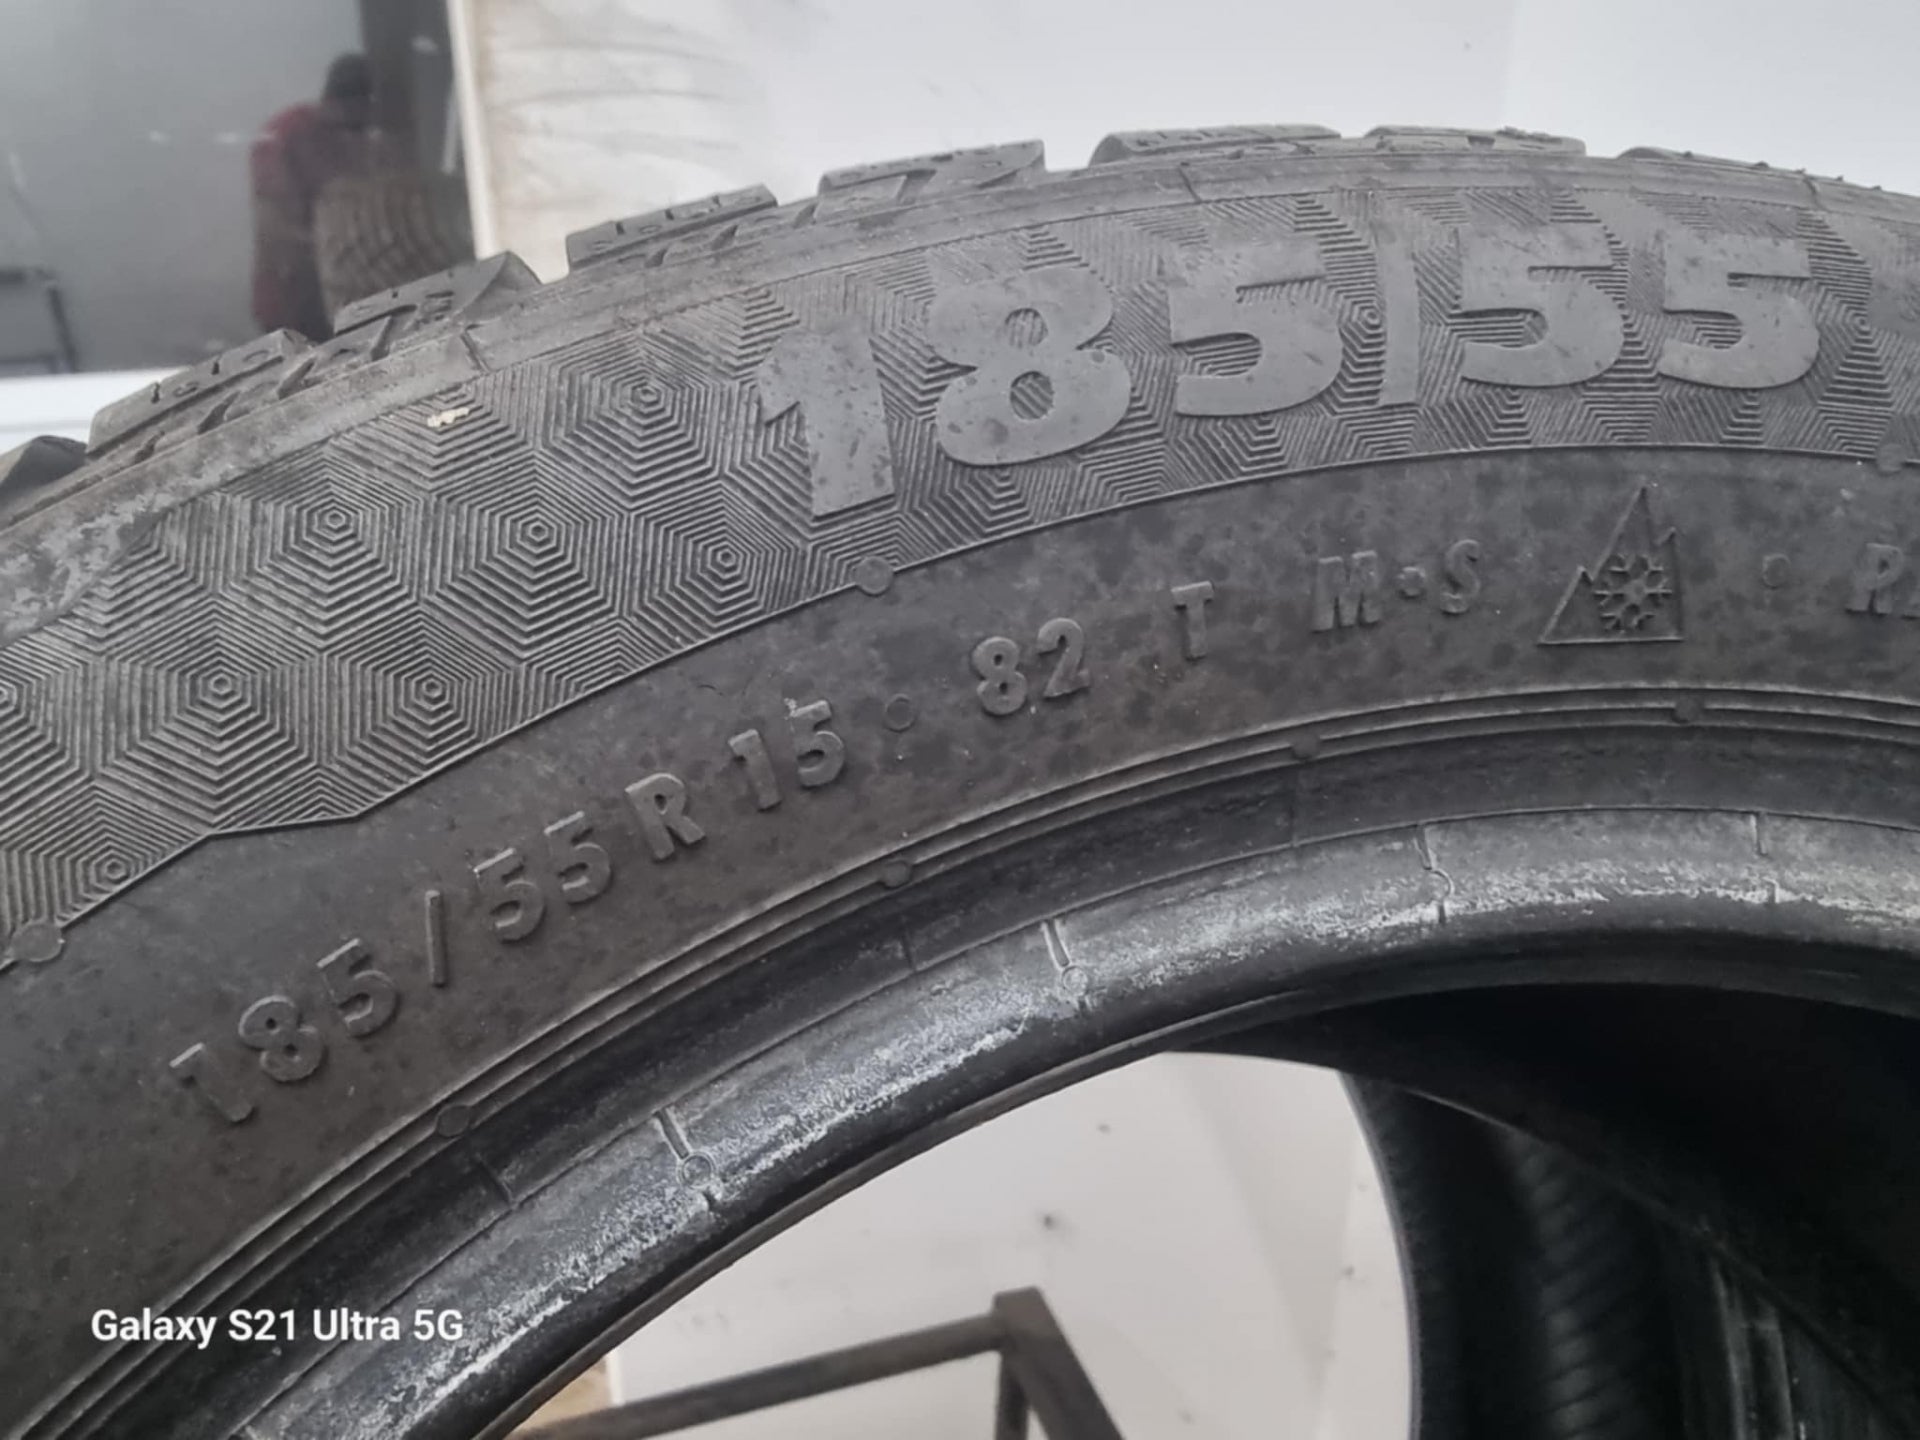 185/55
185/55 R 15 82 T M+S
Galaxy S21 Ultra 5G